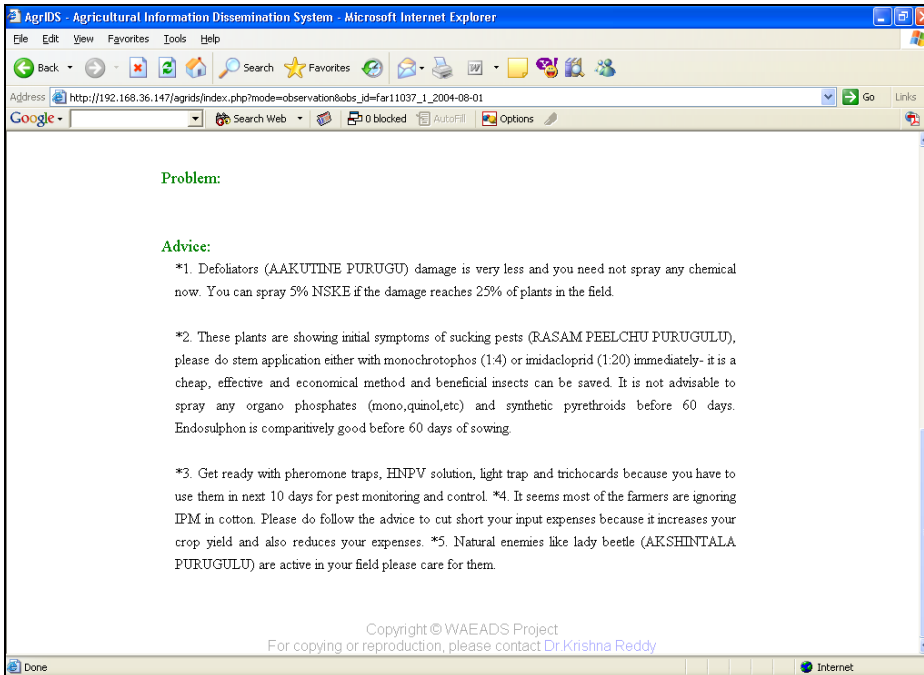 AgrIDS - Agricultural Information Dissemination System - Microsoft Internet Explorer
File Edit View Favorites Tools Help
Back Search Favorites
Address http://192.168.36.147/agrids/index.php?mode=observation&obs_id=far11037_1_2004-08-01 Go Links
Google Search Web 0 blocked AutoFill Options
Problem:
Advice:
*1. Defoliators (AAKUTINE PURUGU) damage is very less and you need not spray any chemical
now. You can spray 5% NSKE if the damage reaches 25% of plants in the field.
*2. These plants are showing initial symptoms of sucking pests (RASAM PEELCHU PURUGULU),
please do stem application either with monochrotophos (1:4) or imidacloprid (1:20) immediately- it is a
cheap, effective and economical method and beneficial insects can be saved. It is not advisable to
spray any organo phosphates (mono,quinol,etc) and synthetic pyrethroids before 60 days.
Endosulphon is comparitively good before 60 days of sowing.
*3. Get ready with pheromone traps, HNPV solution, light trap and trichocards because you have to
use them in next 10 days for pest monitoring and control. *4. It seems most of the farmers are ignoring
IPM in cotton. Please do follow the advice to cut short your input expenses because it increases your
crop yield and also reduces your expenses. *5. Natural enemies like lady beetle (AKSHINTALA
PURUGULU) are active in your field please care for them.
Copyright © WAEADS Project
For copying or reproduction, please contact Dr.Krishna Reddy
Done Internet